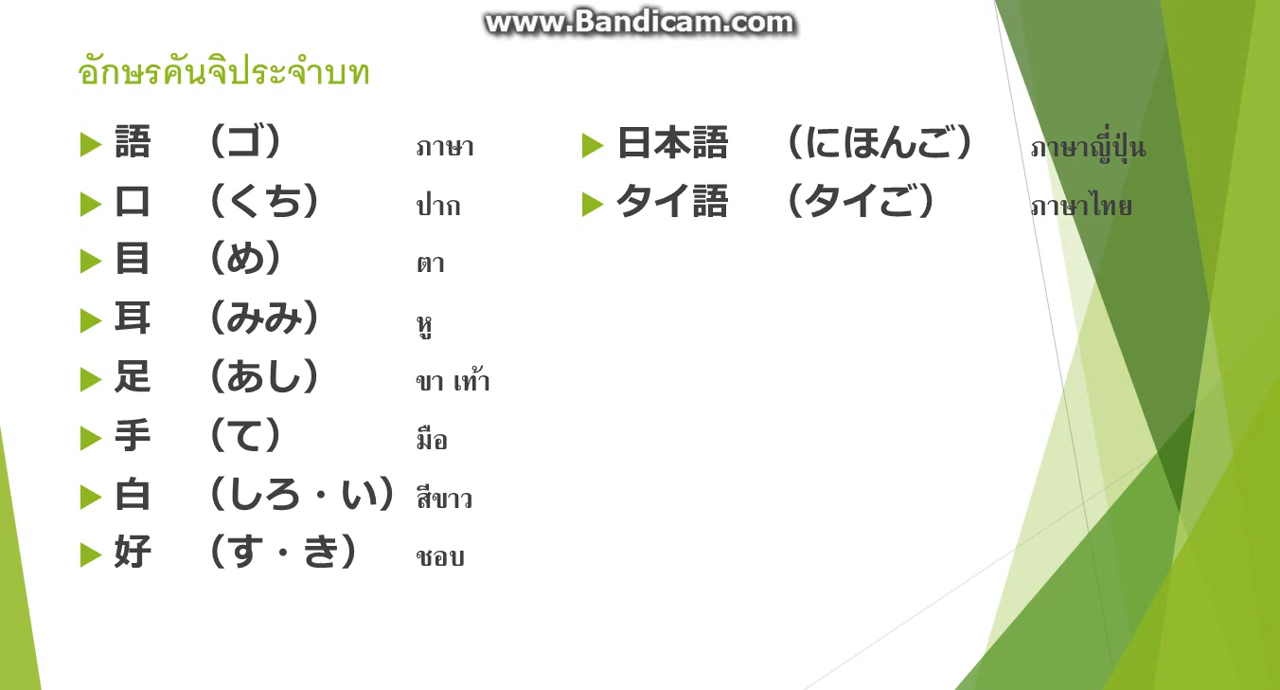 www.Bandicam.com
อักษรคันจิประจำบท
語 （ゴ） ภาษา
口 （くち） ปาก
目 （め） ตา
耳 （みみ） หู
足 （あし） ขา เท้า
手 （て） มือ
白 （しろ・い） สีขาว
好 （す・き） ชอบ
日本語 （にほんご） ภาษาญี่ปุ่น
タイ語 （タイご） ภาษาไทย